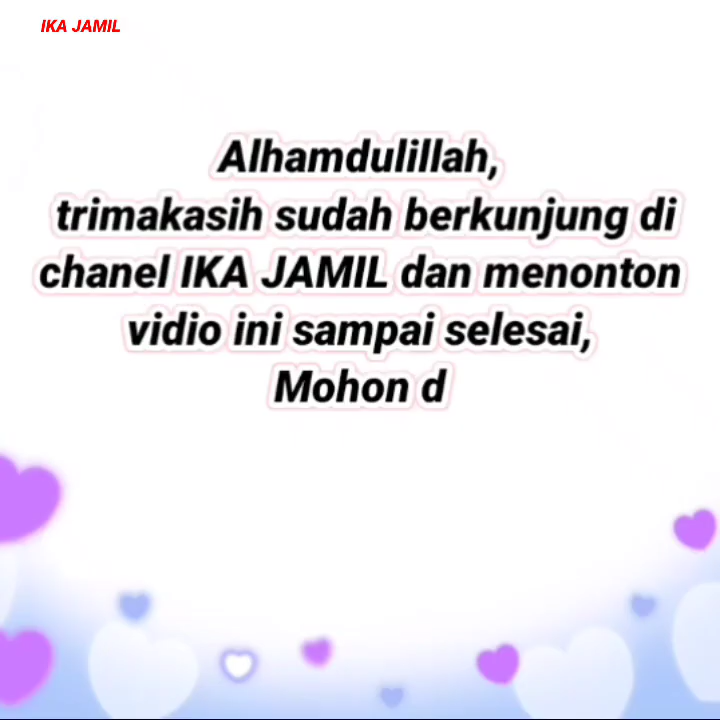 IKA JAMIL
Alhamdulillah,
trimakasih sudah berkunjung di
chanel IKA JAMIL dan menonton
vidio ini sampai selesai,
Mohon d